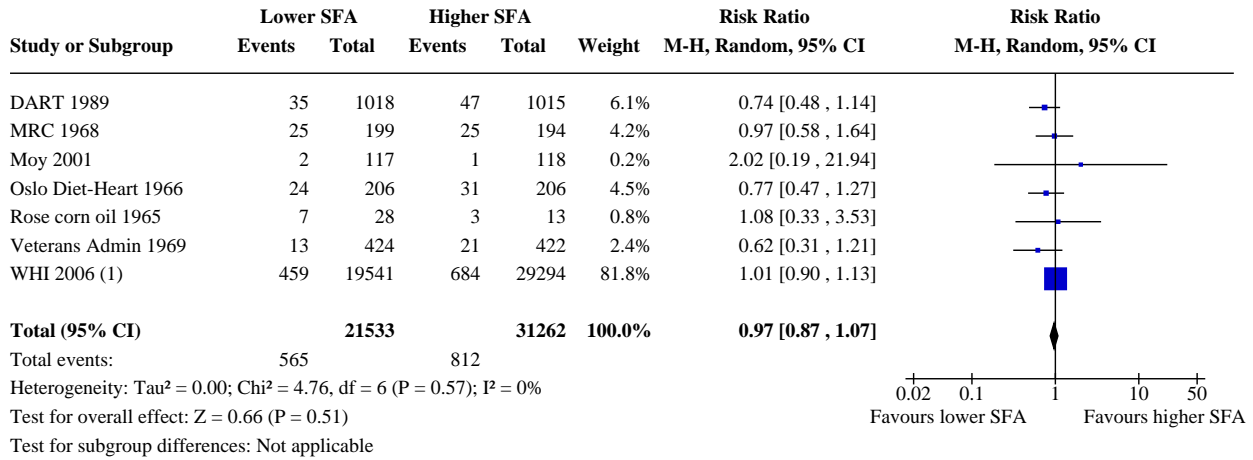 Lower SFA Higher SFA Risk Ratio Risk Ratio
Study or Subgroup Events Total Events Total Weight M-H, Random, 95% CI M-H, Random, 95% CI
DART 1989 35 1018 47 1015 6.1% 0.74 [0.48 , 1.14]
MRC 1968 25 199 25 194 4.2% 0.97 [0.58 , 1.64]
Moy 2001 2 117 1 118 0.2% 2.02 [0.19 , 21.94]
Oslo Diet-Heart 1966 24 206 31 206 4.5% 0.77 [0.47 , 1.27]
Rose corn oil 1965 7 28 3 13 0.8% 1.08 [0.33 , 3.53]
Veterans Admin 1969 13 424 21 422 2.4% 0.62 [0.31 , 1.21]
WHI 2006 (1) 459 19541 684 29294 81.8% 1.01 [0.90 , 1.13]
Total (95% CI) 21533 31262 100.0% 0.97 [0.87 , 1.07]
Total events: 565 812
Heterogeneity: Tau² = 0.00; Chi² = 4.76, df = 6 (P = 0.57); I² = 0%
0.02 0.1 1 10 50
Test for overall effect: Z = 0.66 (P = 0.51)
Favours lower SFA Favours higher SFA
Test for subgroup differences: Not applicable